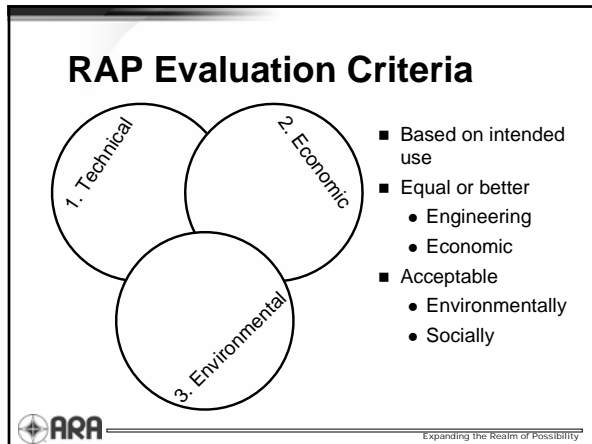 RAP Evaluation Criteria
1. Technical
2. Economic
3. Environmental
■ Based on intended
use
■ Equal or better
● Engineering
● Economic
■ Acceptable
● Environmentally
● Socially
ARA
Expanding the Realm of Possibility